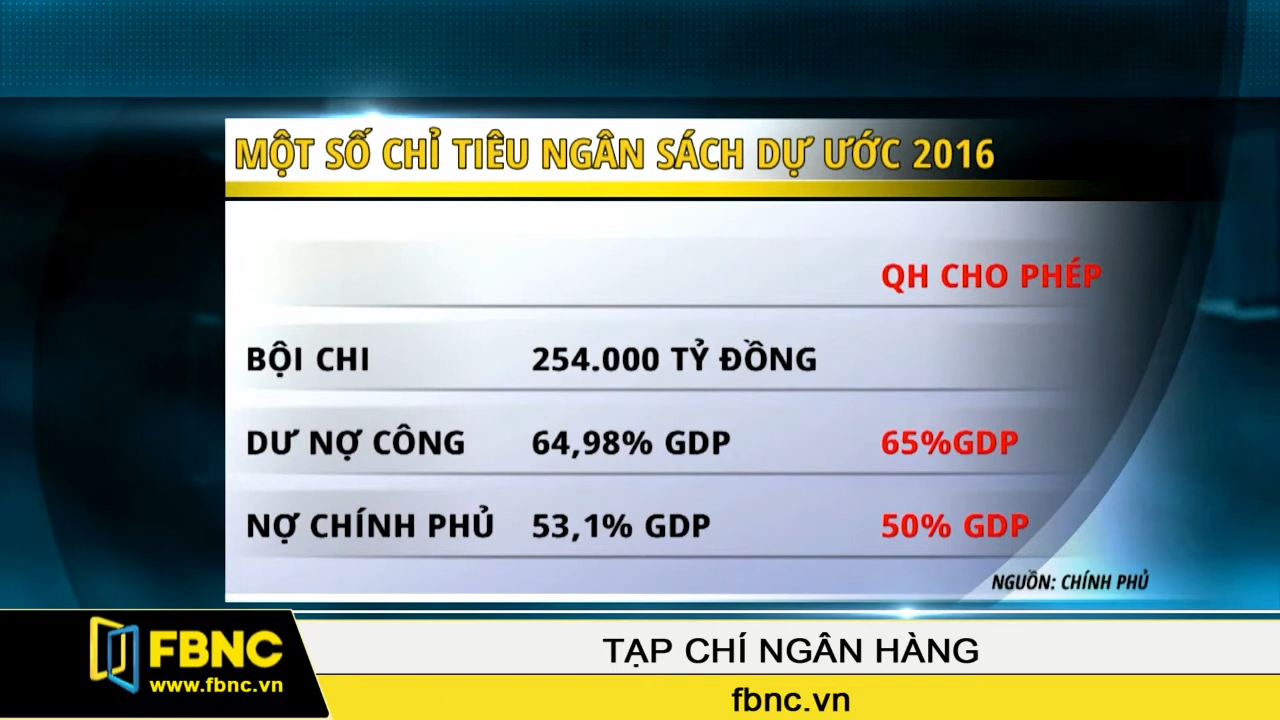 MỘT SỐ CHỈ TIÊU NGÂN SÁCH DỰ ƯỚC 2016
QH CHO PHÉP
BỘI CHI 254.000 TỶ ĐỒNG
DƯ NỢ CÔNG 64,98% GDP 65%GDP
NỢ CHÍNH PHỦ 53,1% GDP 50% GDP
NGUỒN: CHÍNH PHỦ
FBNC
www.fbnc.vn
TẠP CHÍ NGÂN HÀNG
fbnc.vn